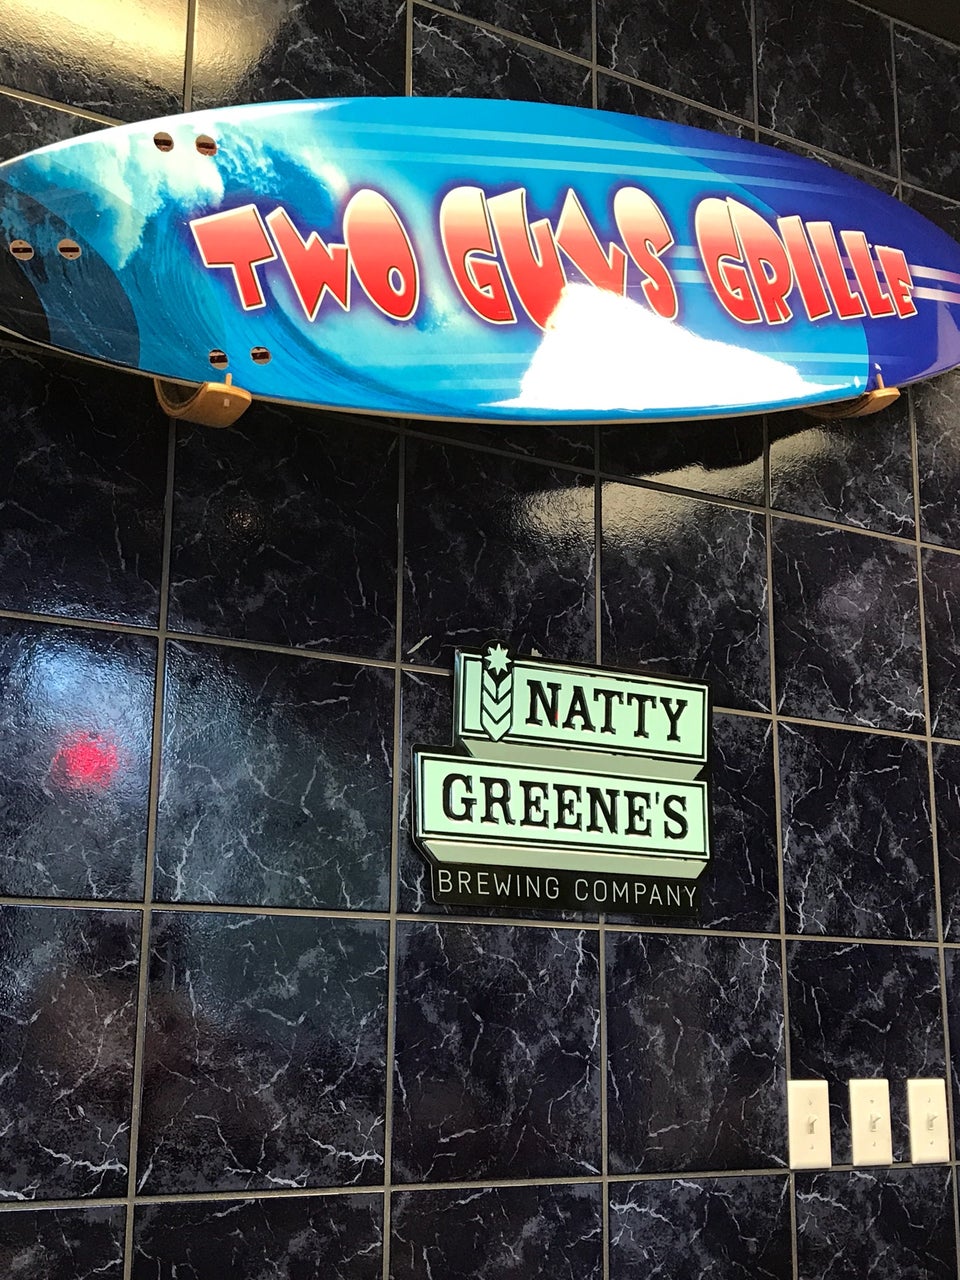 TWO GUYS GRILLE
NATTY
GREENE'S
BREWING COMPANY